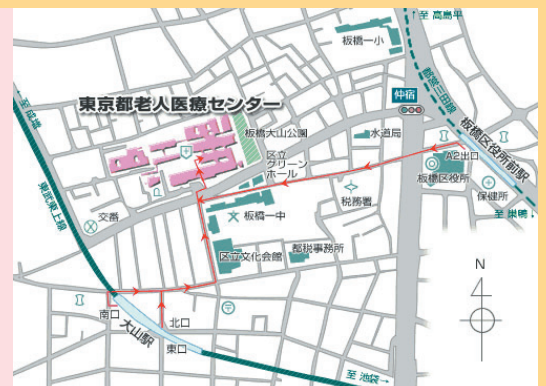 ↑至 高島平
板橋一小
至 成増
都営三田線
仲宿
東京都老人医療センター
板橋大山公園
水道局
板橋区役所前駅
区立
グリーン
ホール
A2出口
東武東上線
板橋区役所
税務署
保健所
交番
板橋一中
至 巣鴨
都税事務所
区立文化会館
N
南口
北口
大山駅
東口
至 池袋→